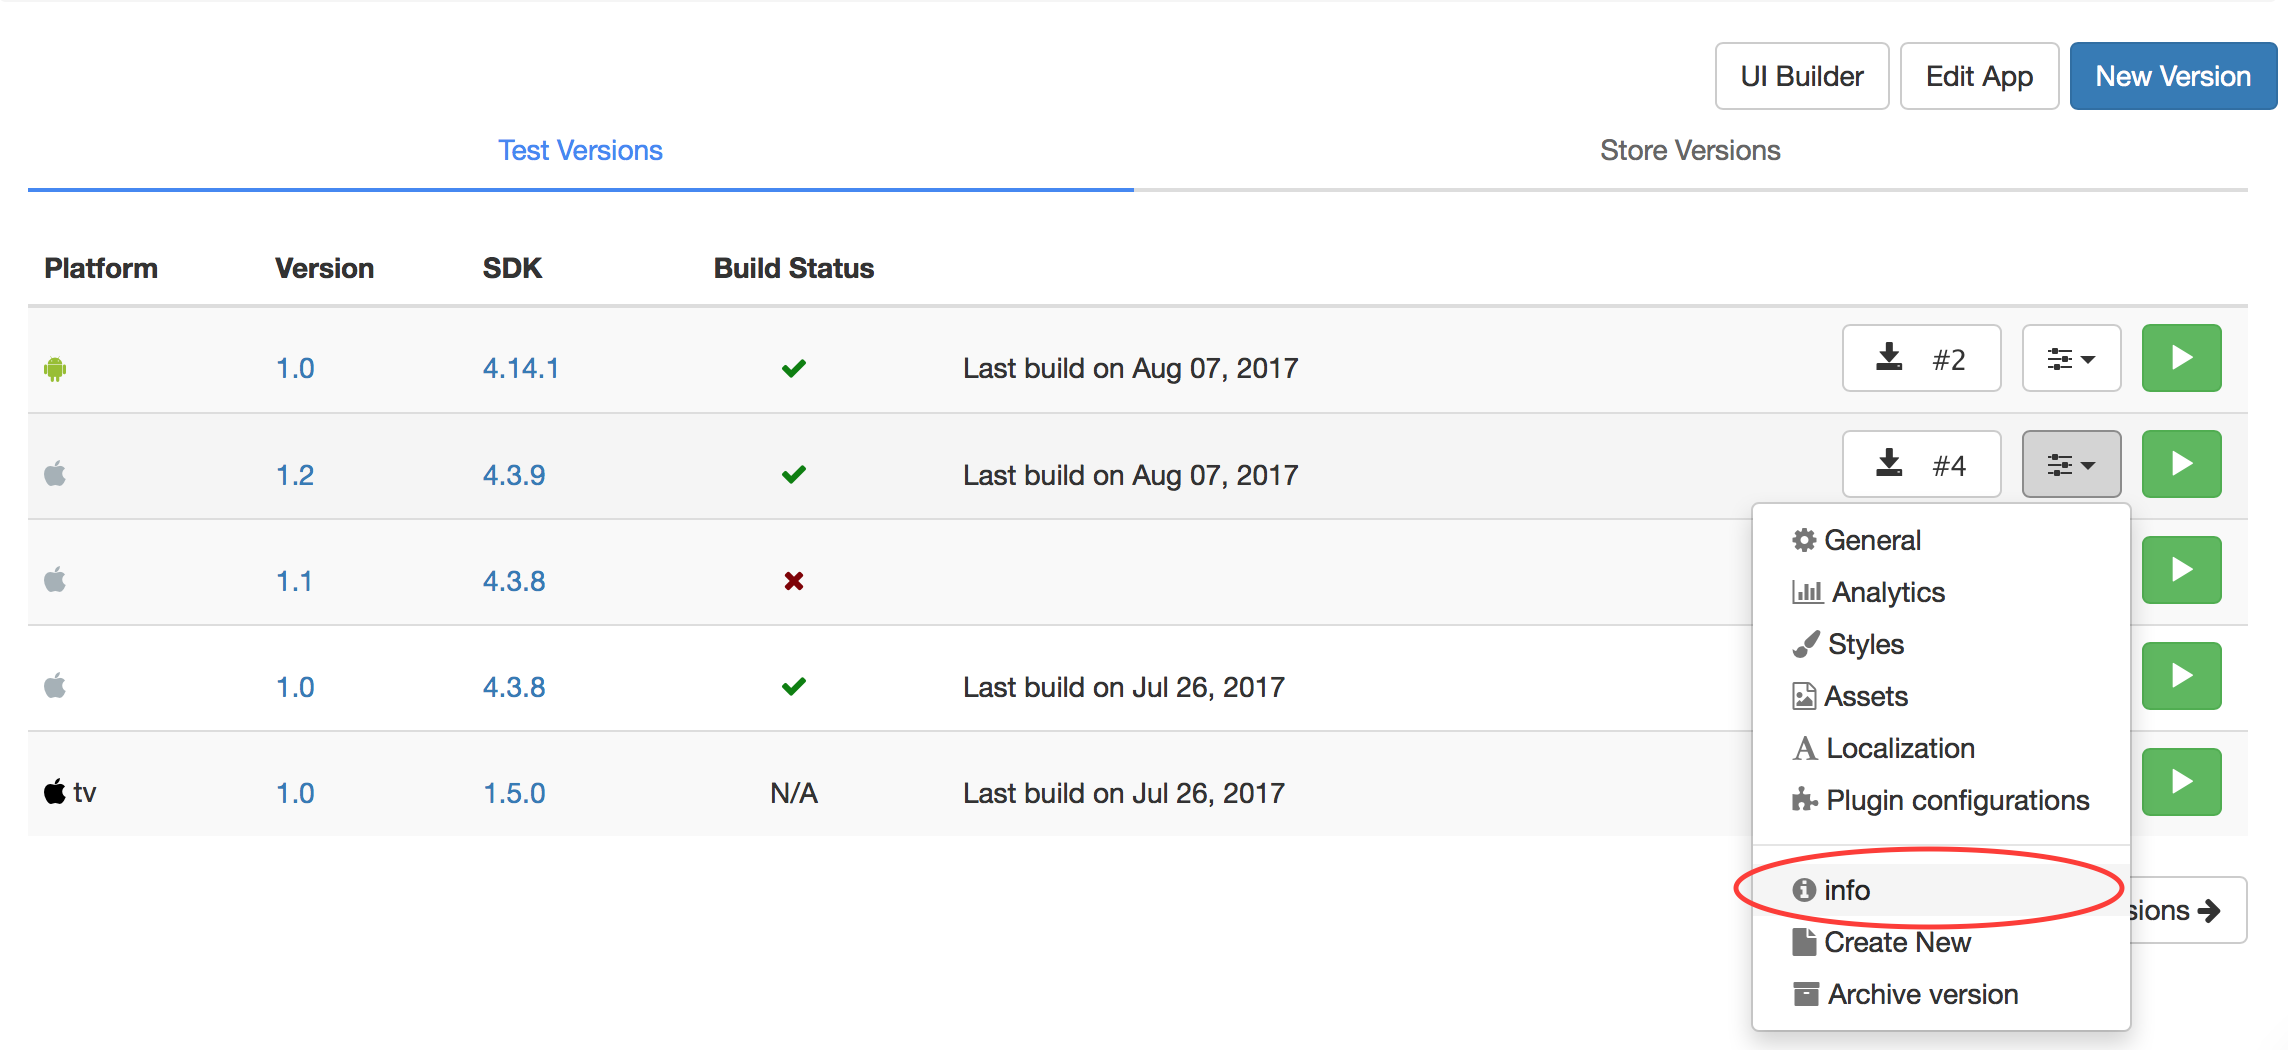 UI Builder Edit App New Version
Test Versions Store Versions
Platform Version SDK Build Status
1.0 4.14.1 Last build on Aug 07, 2017 #2
1.2 4.3.9 Last build on Aug 07, 2017 #4
General
1.1 4.3.8
Analytics
Styles
1.0 4.3.8 Last build on Jul 26, 2017
Assets
Localization
tv 1.0 1.5.0 N/A Last build on Jul 26, 2017
Plugin configurations
info
sions
Create New
Archive version